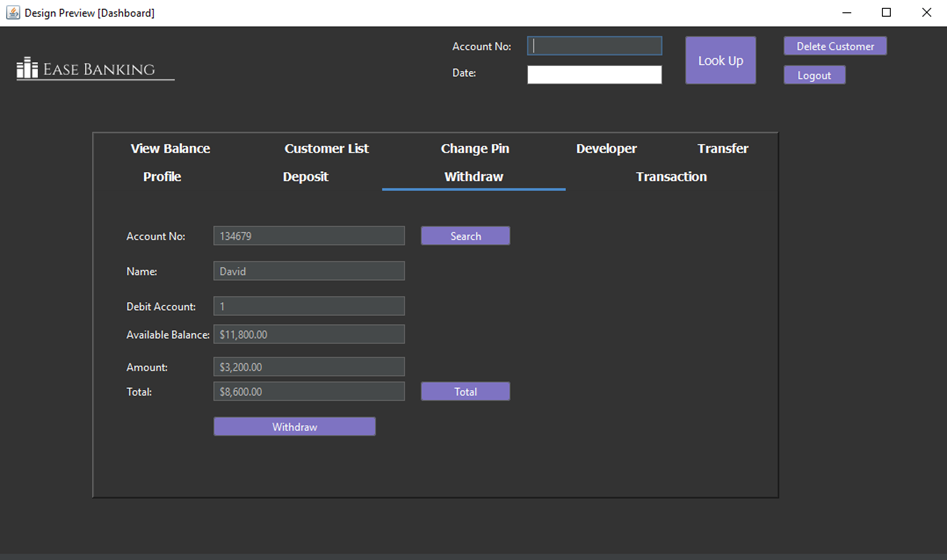 Design Preview [Dashboard]
EASE BANKING
Account No:
Date:
Look Up
Delete Customer
Logout
View Balance Customer List Change Pin Developer Transfer
Profile Deposit Withdraw Transaction
Account No: 134679 Search
Name: David
Debit Account: 1
Available Balance: $11,800.00
Amount: $3,200.00
Total: $8,600.00 Total
Withdraw